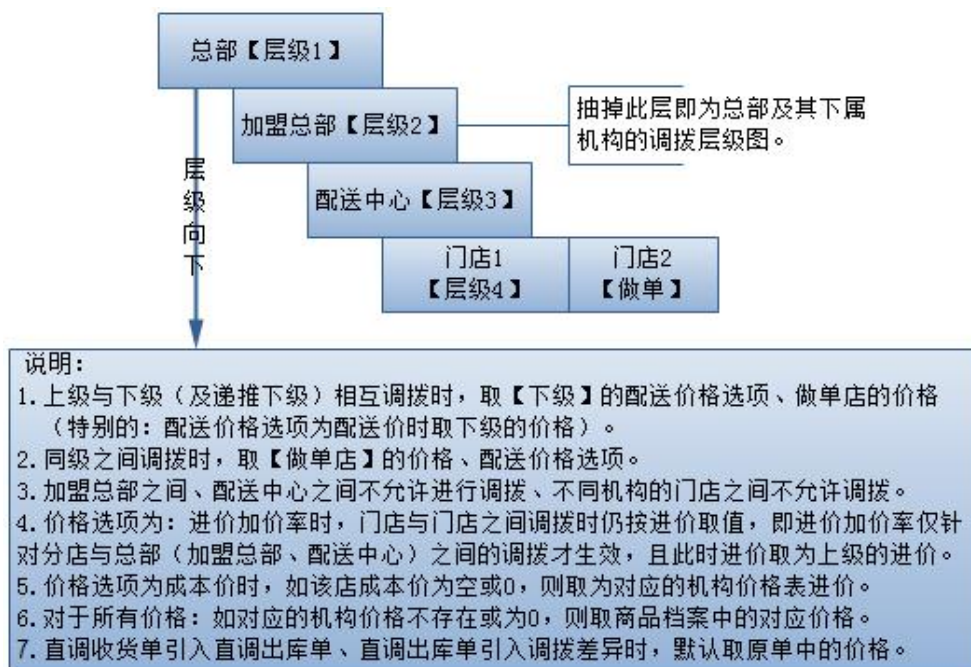 总部【层级1】
加盟总部【层级2】
抽掉此层即为总部及其下属
机构的调拨层级图。
层级向下
配送中心【层级3】
门店1
【层级4】
门店2
【做单】
说明:
1.上级与下级（及递推下级）相互调拨时，取【下级】的配送价格选项、做单店的价格
（特别的：配送价格选项为配送价时取下级的价格）。
2.同级之间调拨时，取【做单店】的价格、配送价格选项。
3.加盟总部之间、配送中心之间不允许进行调拨、不同机构的门店之间不允许调拨。
4.价格选项为：进价加价率时，门店与门店之间调拨时仍按进价取值，即进价加价率仅针
对分店与总部（加盟总部、配送中心）之间的调拨才生效，且此时进价取为上级的进价。
5.价格选项为成本价时，如该店成本价为空或0，则取为对应的机构价格表进价。
6.对于所有价格：如对应的机构价格不存在或为0，则取商品档案中的对应价格。
7.直调收货单引入直调出库单、直调出库单引入调拨差异时，默认取原单中的价格。